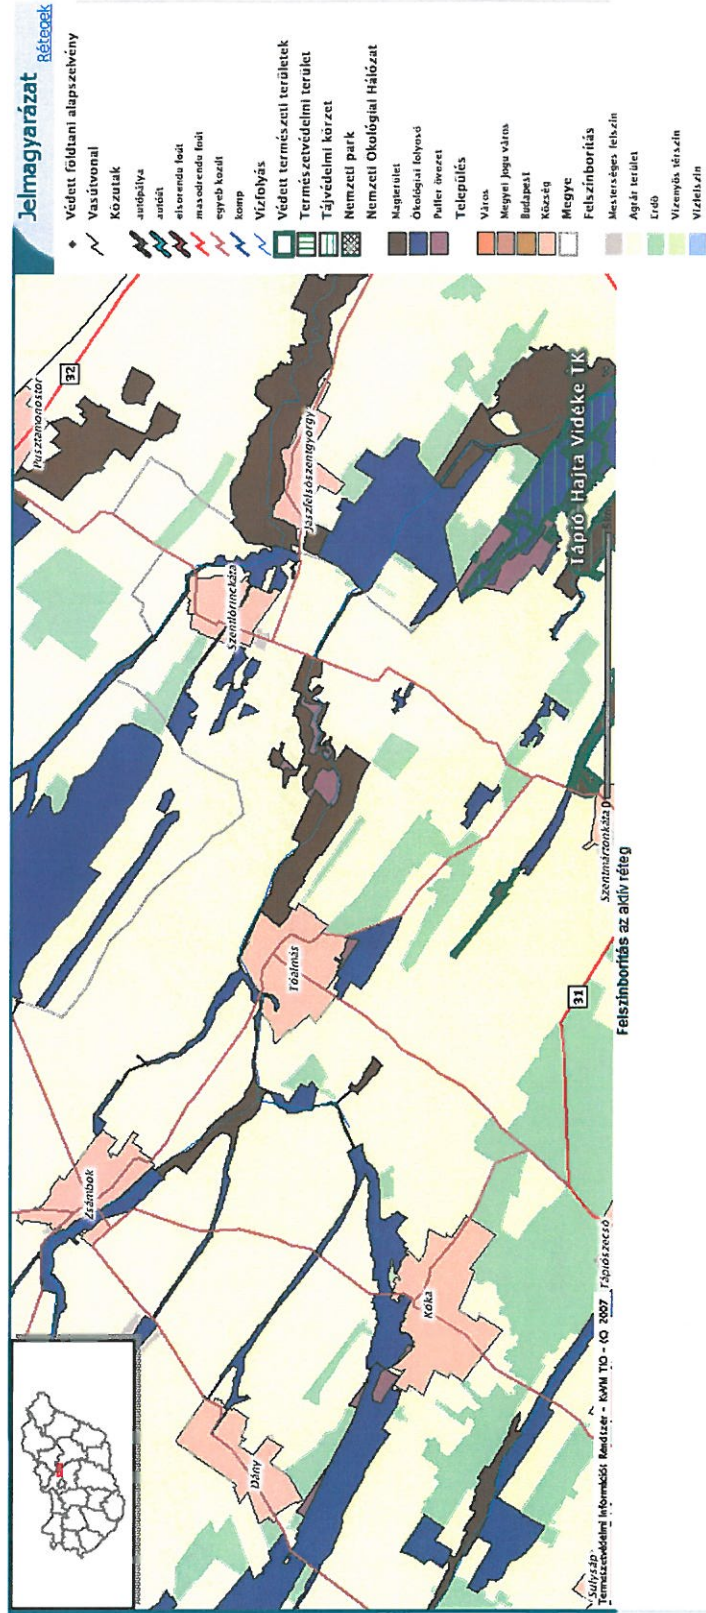 Jelmagyarázat
Rétegek
Védett földtani alapszelvény
Vasútvonal
Közutak
autópálya
autóút
elsőrendű főút
másodrendű főút
egyéb közút
komp
Vízfolyás
Védett természeti területek
Természetvédelmi terület
Tájvédelmi körzet
Nemzeti park
Nemzeti Ökológiai Hálózat
Magterület
Ökológiai folyosó
Puffer övezet
Település
Város
Megyei jogú város
Budapest
Község
Megye
Felszínborítás
Mesterséges felszín
Agrár terület
Erdő
Vizenyős térszín
Vízfelszín
Pusztamonostor
32
Jászfelsőszentgyörgy
Szentlőrinckáta
Tápió-Hajta Vidéke TK
Tóalmás
Szentmártonkáta
31
Zsámbok
Kóka
Tápiószecső
Dány
Sülysáp
Természetvédelmi Információs Rendszer - KvVM TIO - (C) 2007
Felszínborítás az aktív réteg